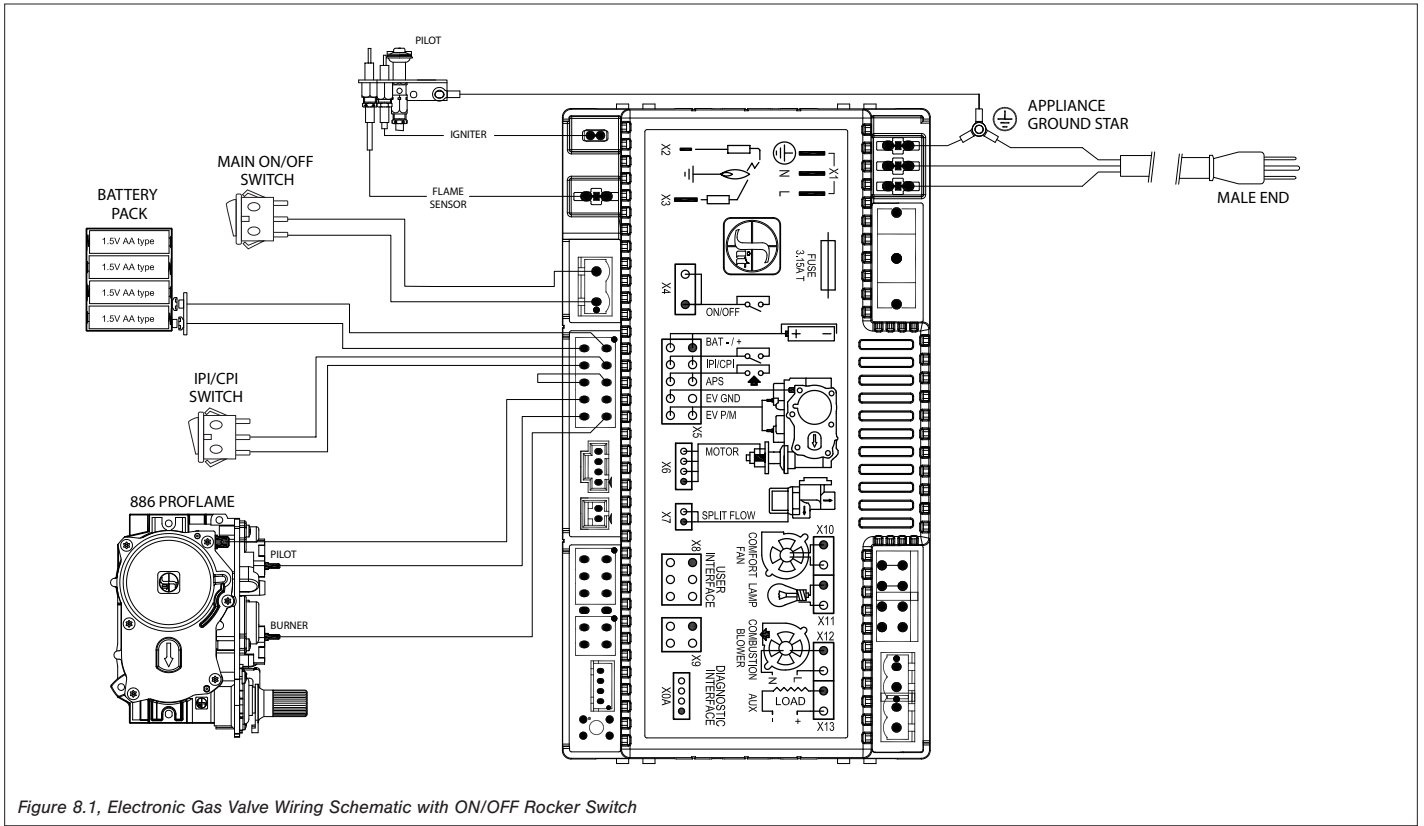 PILOT
APPLIANCE
GROUND STAR
IGNITER
MAIN ON/OFF
SWITCH
FLAME
SENSOR
MALE END
BATTERY
PACK
1.5V AA type
1.5V AA type
1.5V AA type
1.5V AA type
IPI/CPI
SWITCH
886 PROFLAME
PILOT
BURNER
X2
X3
N
L
X1
FUSE
3.15A T
X4
ON/OFF
+ -
BAT - / +
IPI/CPI
APS
EV GND
EV P/M
X5
MOTOR
X6
SPLIT FLOW
X7
X8
USER
INTERFACE
X9
DIAGNOSTIC
INTERFACE
X0A
COMFORT
FAN
X10
LAMP
X11
COMBUSTION
BLOWER
X12
N
L
AUX
LOAD
- +
X13
Figure 8.1, Electronic Gas Valve Wiring Schematic with ON/OFF Rocker Switch